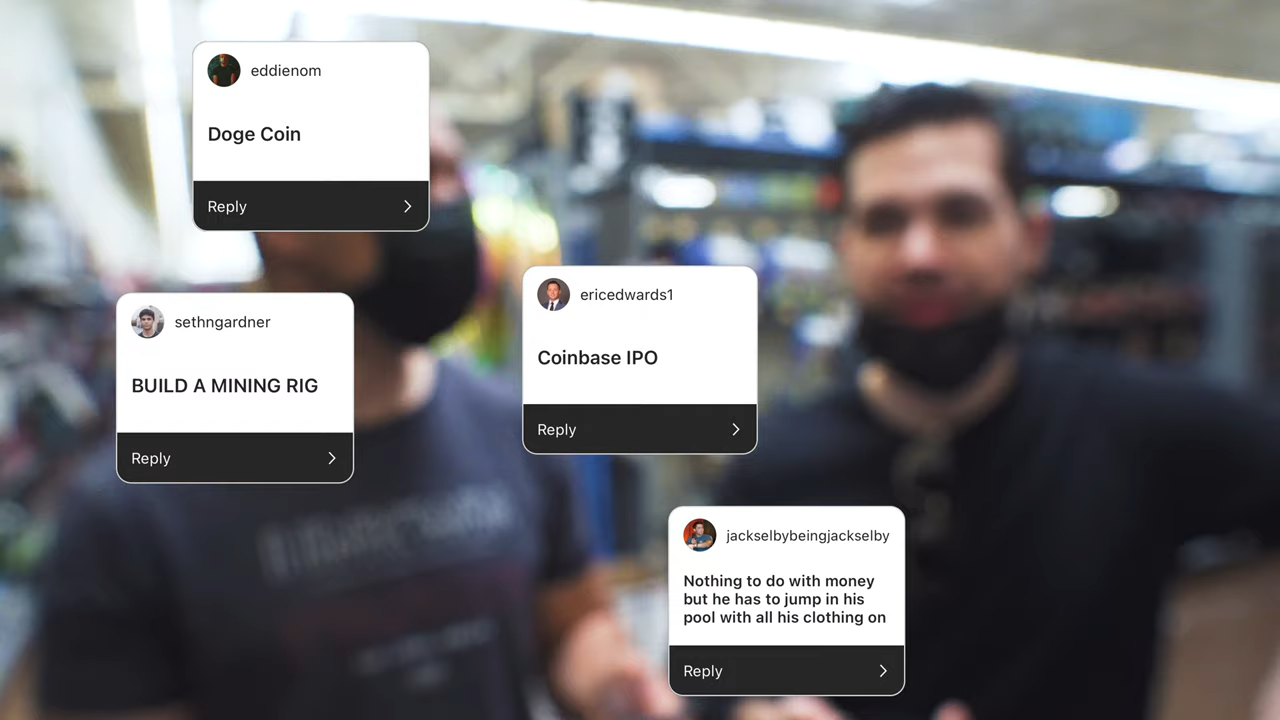 eddienom
Doge Coin
Reply
ericedwards1
Coinbase IPO
Reply
sethngardner
BUILD A MINING RIG
Reply
jackselbybeingjackselby
Nothing to do with money
but he has to jump in his
pool with all his clothing on
Reply